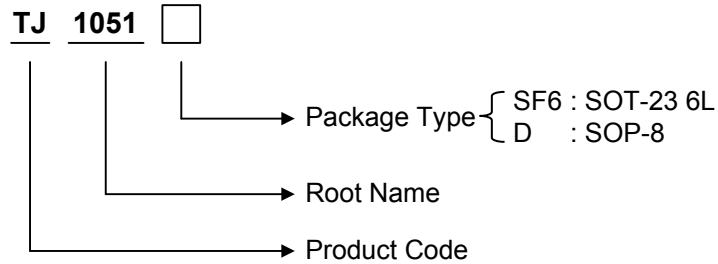 TJ 1051
Package Type SF6 : SOT-23 6L
D : SOP-8
Root Name
Product Code